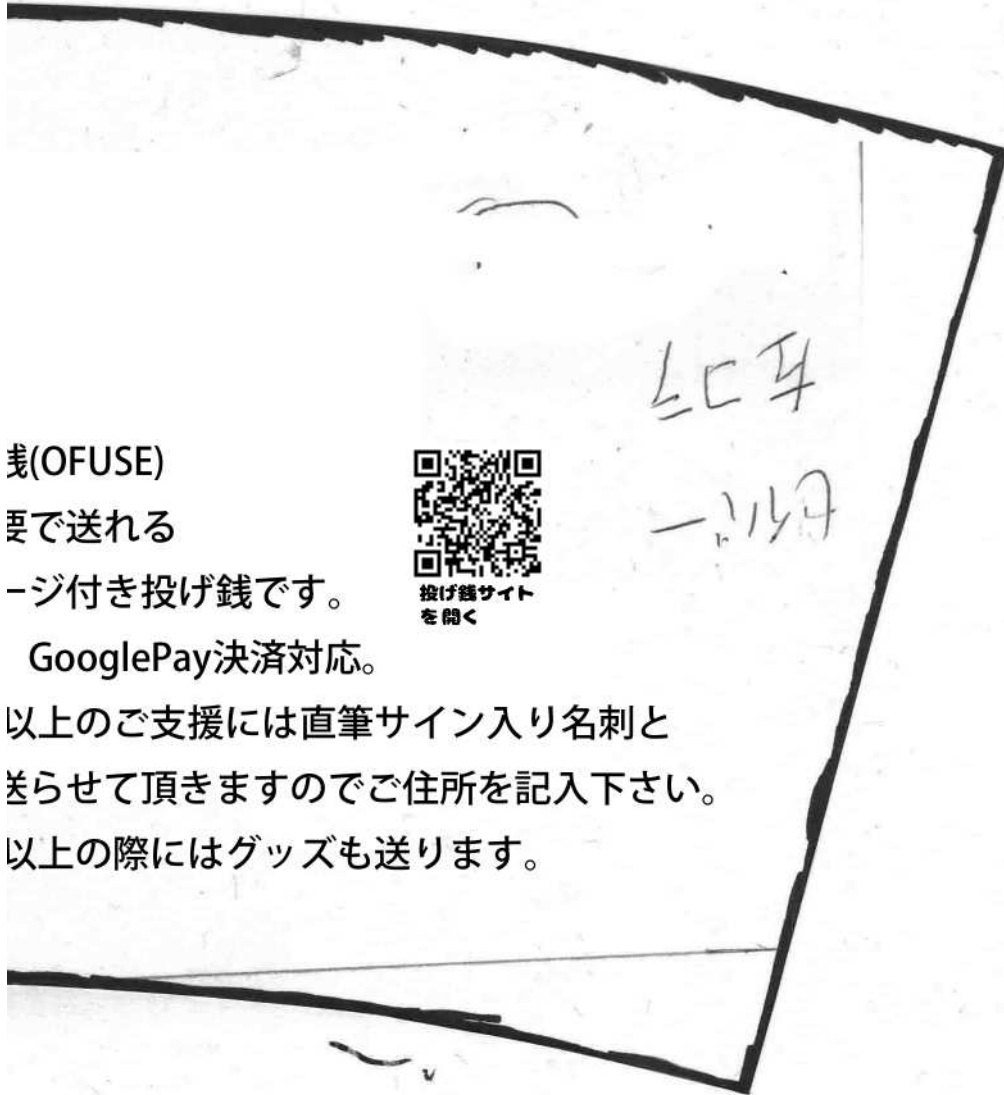 銭(OFUSE)
要で送れる
ージ付き投げ銭です。
GooglePay決済対応。
以上のご支援には直筆サイン入り名刺と
送らせて頂きますのでご住所を記入下さい。
以上の際にはグッズも送ります。
投げ銭サイト
を開く